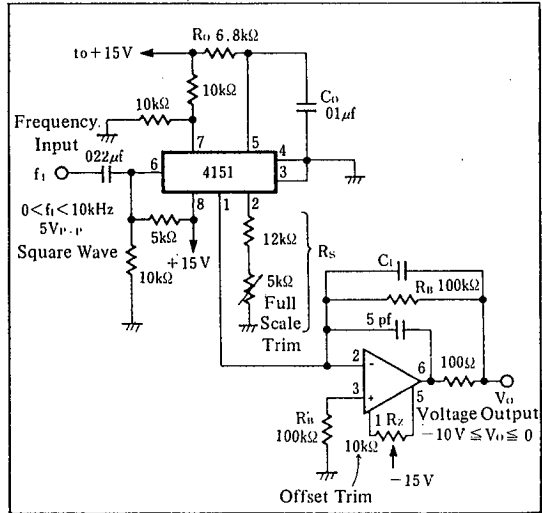 to+15V
R₀ 6.8kΩ
10kΩ
10kΩ
C₀
01μf
Frequency
Input
7
5
4
3
f₁
022μf
6
4151
8
1
2
0<f₁<10kHz
5Vp-p
Square Wave
5kΩ
10kΩ
+15V
12kΩ
5kΩ
Full
Scale
Trim
Rs
C₁
R_B 100kΩ
5 pf
2
-
3
+
6
100Ω
V₀
5
1 Rz
10kΩ
Voltage Output
-10V≦V₀≦0
R'_B
100kΩ
-15V
Offset Trim